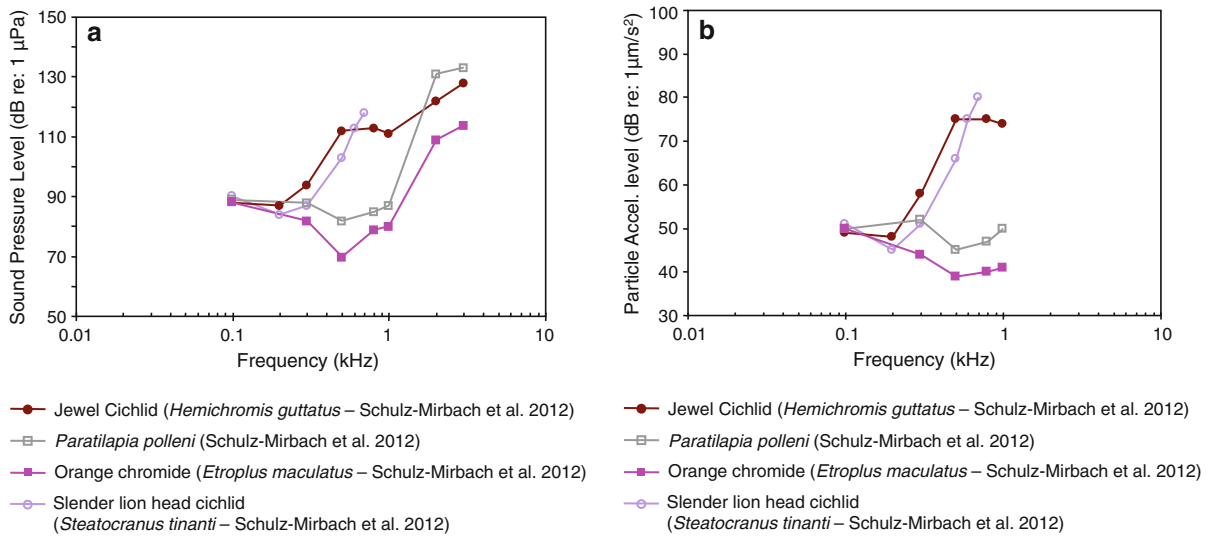 a
150
130
110
90
70
50
0.01
0.1
1
10
Sound Pressure Level (dB re: 1 µPa)
Frequency (kHz)
Jewel Cichlid (Hemichromis guttatus – Schulz-Mirbach et al. 2012)
Paratilapia polleni (Schulz-Mirbach et al. 2012)
Orange chromide (Etroplus maculatus – Schulz-Mirbach et al. 2012)
Slender lion head cichlid
(Steatocranus tinanti – Schulz-Mirbach et al. 2012)
b
100
90
80
70
60
50
40
30
0.01
0.1
1
10
Particle Accel. level (dB re: 1µm/s²)
Frequency (kHz)
Jewel Cichlid (Hemichromis guttatus – Schulz-Mirbach et al. 2012)
Paratilapia polleni (Schulz-Mirbach et al. 2012)
Orange chromide (Etroplus maculatus – Schulz-Mirbach et al. 2012)
Slender lion head cichlid
(Steatocranus tinanti – Schulz-Mirbach et al. 2012)